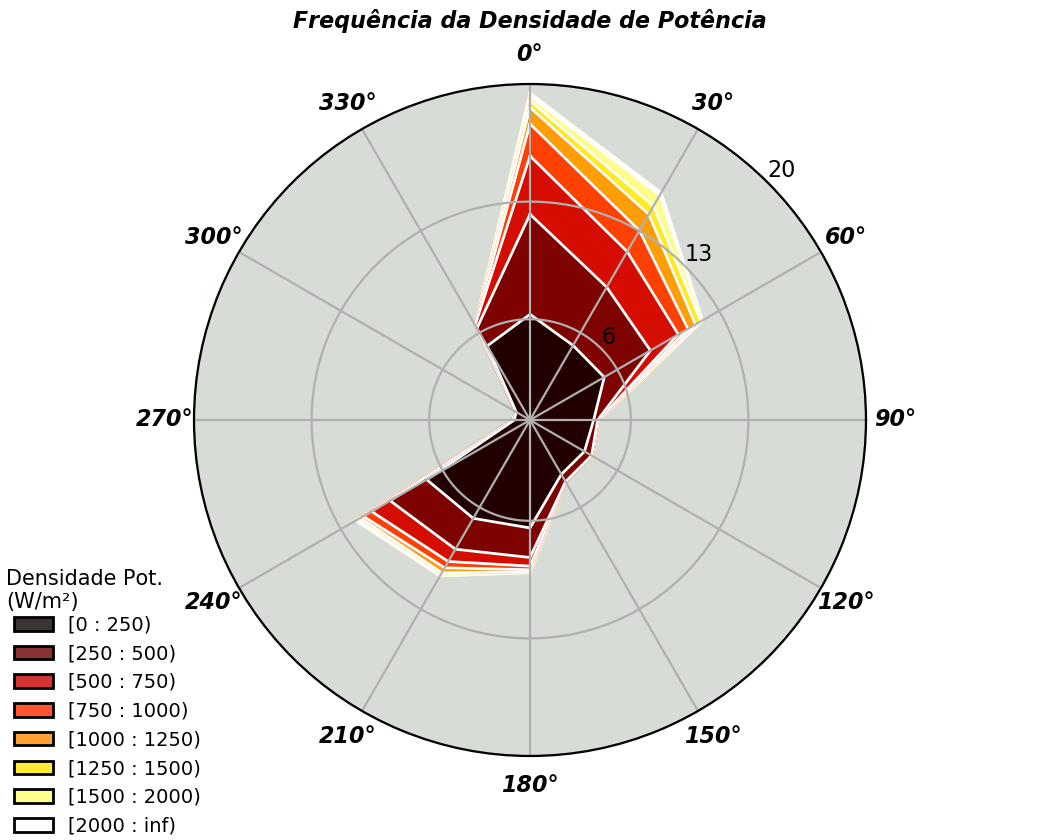 Frequência da Densidade de Potência
0°
330°
30°
20
300°
60°
13
6
270°
90°
240°
120°
210°
150°
180°
Densidade Pot.
(W/m²)
[0 : 250)
[250 : 500)
[500 : 750)
[750 : 1000)
[1000 : 1250)
[1250 : 1500)
[1500 : 2000)
[2000 : inf)